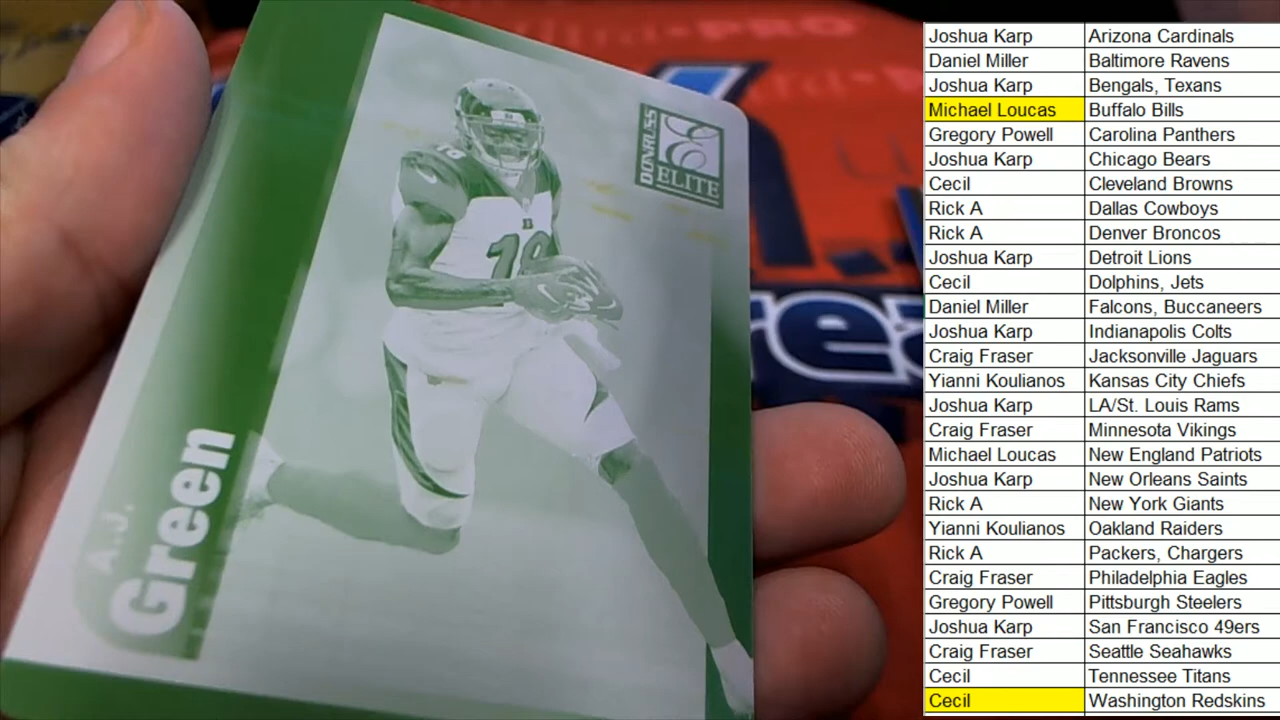 A.J.
Green
18
DONRUSS
E
ELITE
PRO
rea
Joshua Karp Arizona Cardinals
Daniel Miller Baltimore Ravens
Joshua Karp Bengals, Texans
Michael Loucas Buffalo Bills
Gregory Powell Carolina Panthers
Joshua Karp Chicago Bears
Cecil Cleveland Browns
Rick A Dallas Cowboys
Rick A Denver Broncos
Joshua Karp Detroit Lions
Cecil Dolphins, Jets
Daniel Miller Falcons, Buccaneers
Joshua Karp Indianapolis Colts
Craig Fraser Jacksonville Jaguars
Yianni Koulianos Kansas City Chiefs
Joshua Karp LA/St. Louis Rams
Craig Fraser Minnesota Vikings
Michael Loucas New England Patriots
Joshua Karp New Orleans Saints
Rick A New York Giants
Yianni Koulianos Oakland Raiders
Rick A Packers, Chargers
Craig Fraser Philadelphia Eagles
Gregory Powell Pittsburgh Steelers
Joshua Karp San Francisco 49ers
Craig Fraser Seattle Seahawks
Cecil Tennessee Titans
Cecil Washington Redskins